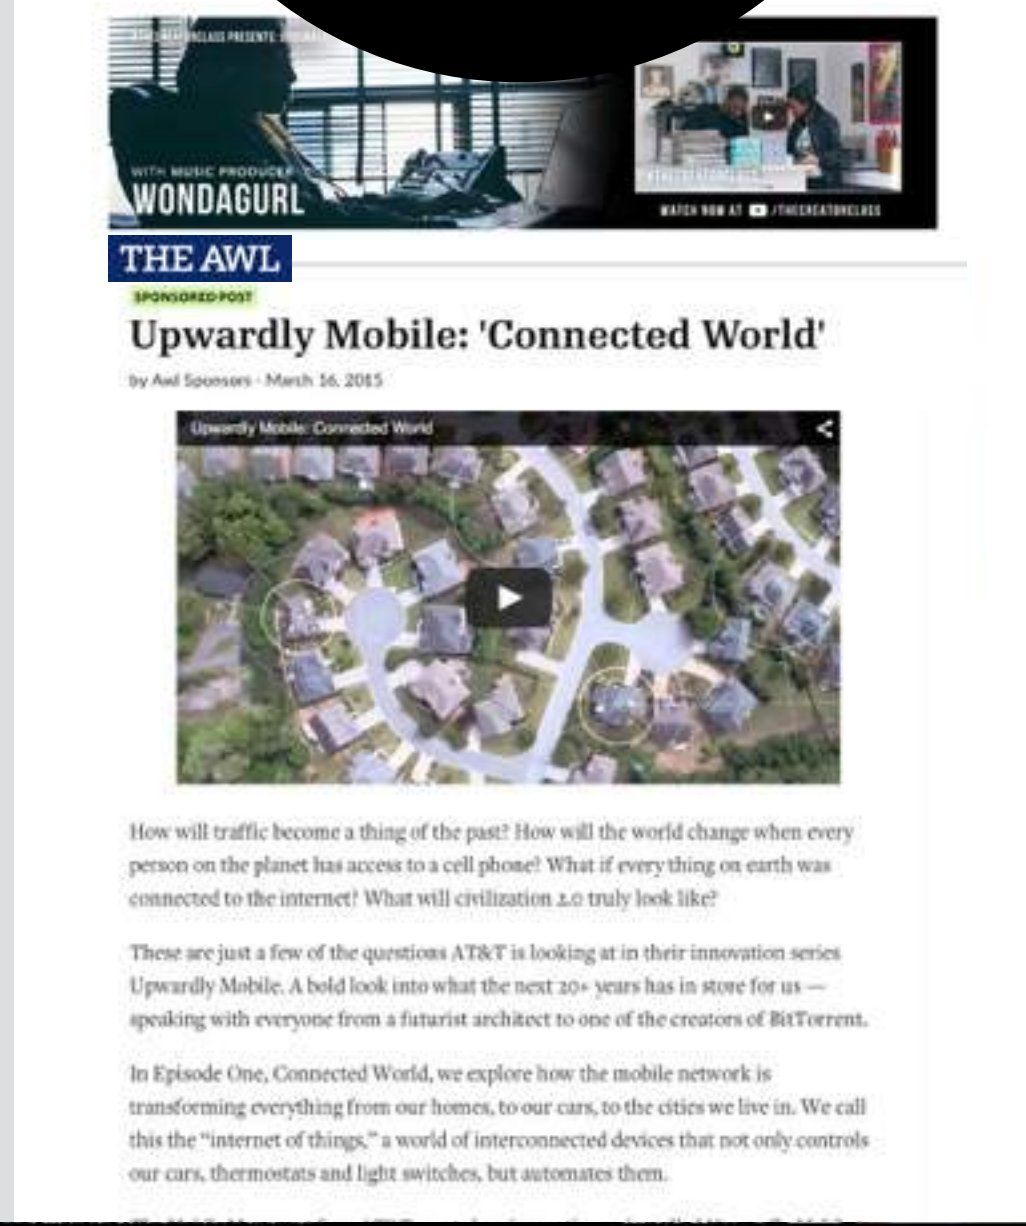 WITH MUSIC PRODUCER
WONDAGURL
WATCH NOW AT /THECREATORCLASS
THE AWL
SPONSORED POST
Upwardly Mobile: 'Connected World'
by Awl Sponsors - March 16, 2015
Upwardly Mobile: Connected World
How will traffic become a thing of the past? How will the world change when every
person on the planet has access to a cell phone? What if every thing on earth was
connected to the internet? What will civilization 2.0 truly look like?
These are just a few of the questions AT&T is looking at in their innovation series
Upwardly Mobile. A bold look into what the next 20+ years has in store for us —
speaking with everyone from a futurist architect to one of the creators of BitTorrent.
In Episode One, Connected World, we explore how the mobile network is
transforming everything from our homes, to our cars, to the cities we live in. We call
this the “internet of things,” a world of interconnected devices that not only controls
our cars, thermostats and light switches, but automates them.